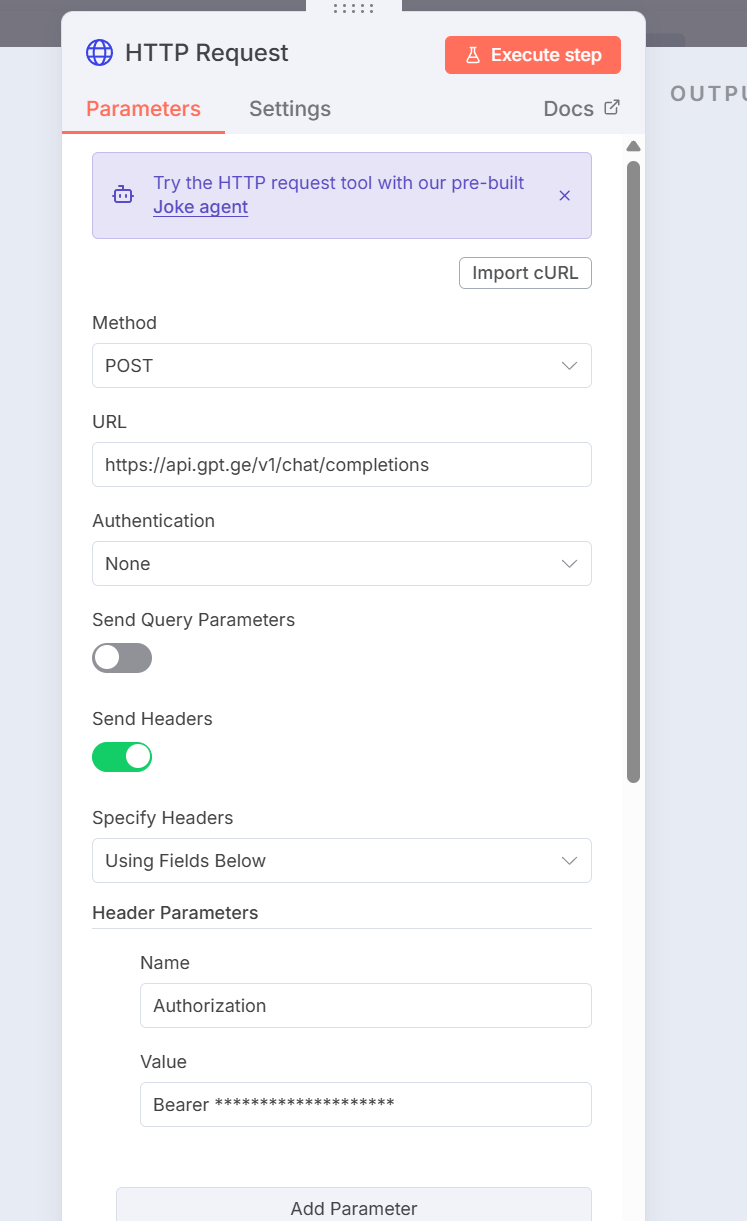 HTTP Request
Execute step
Parameters
Settings
Docs
OUTPU
Try the HTTP request tool with our pre-built
Joke agent
Import cURL
Method
POST
URL
https://api.gpt.ge/v1/chat/completions
Authentication
None
Send Query Parameters
Send Headers
Specify Headers
Using Fields Below
Header Parameters
Name
Authorization
Value
Bearer ********************
Add Parameter